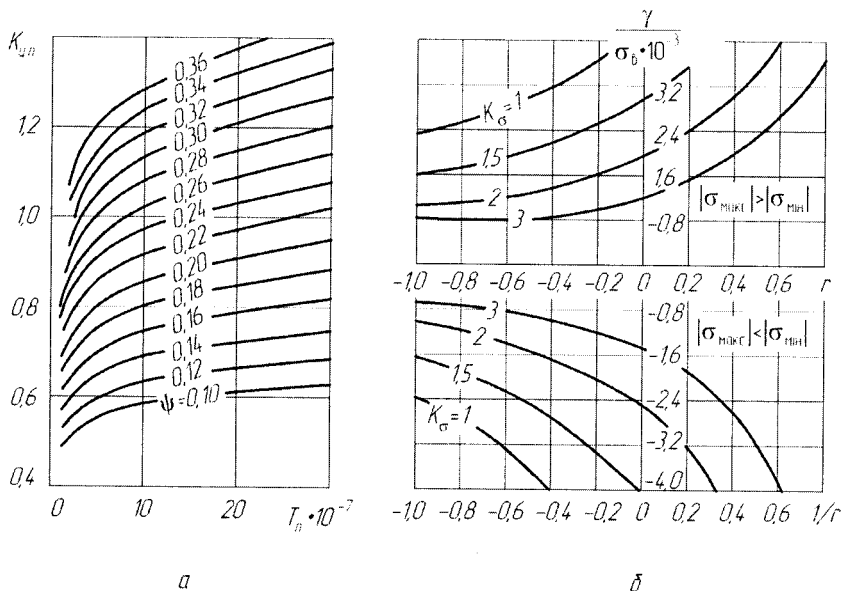 K_ип
1,2
1,0
0,8
0,6
0,4
0,36
0,34
0,32
0,30
0,28
0,26
0,24
0,22
0,20
0,18
0,16
0,14
0,12
ψ=0,10
0 10 20 T_п·10⁻⁷
а
γ
σ_в·10⁻³
K_σ=1
1,5
2
3
3,2
2,4
1,6
-0,8
|σ_макс|>|σ_мін|
-1,0 -0,8 -0,6 -0,4 -0,2 0 0,2 0,4 0,6 r
-0,8
-1,6
-2,4
-3,2
-4,0
3
2
1,5
K_σ=1
|σ_макс|<|σ_мін|
-1,0 -0,8 -0,6 -0,4 -0,2 0 0,2 0,4 0,6 1/r
б